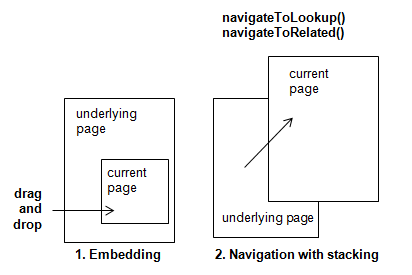 navigateToLookup()
navigateToRelated()
current
page
underlying
page
current
page
drag
and
drop
underlying page
1. Embedding
2. Navigation with stacking